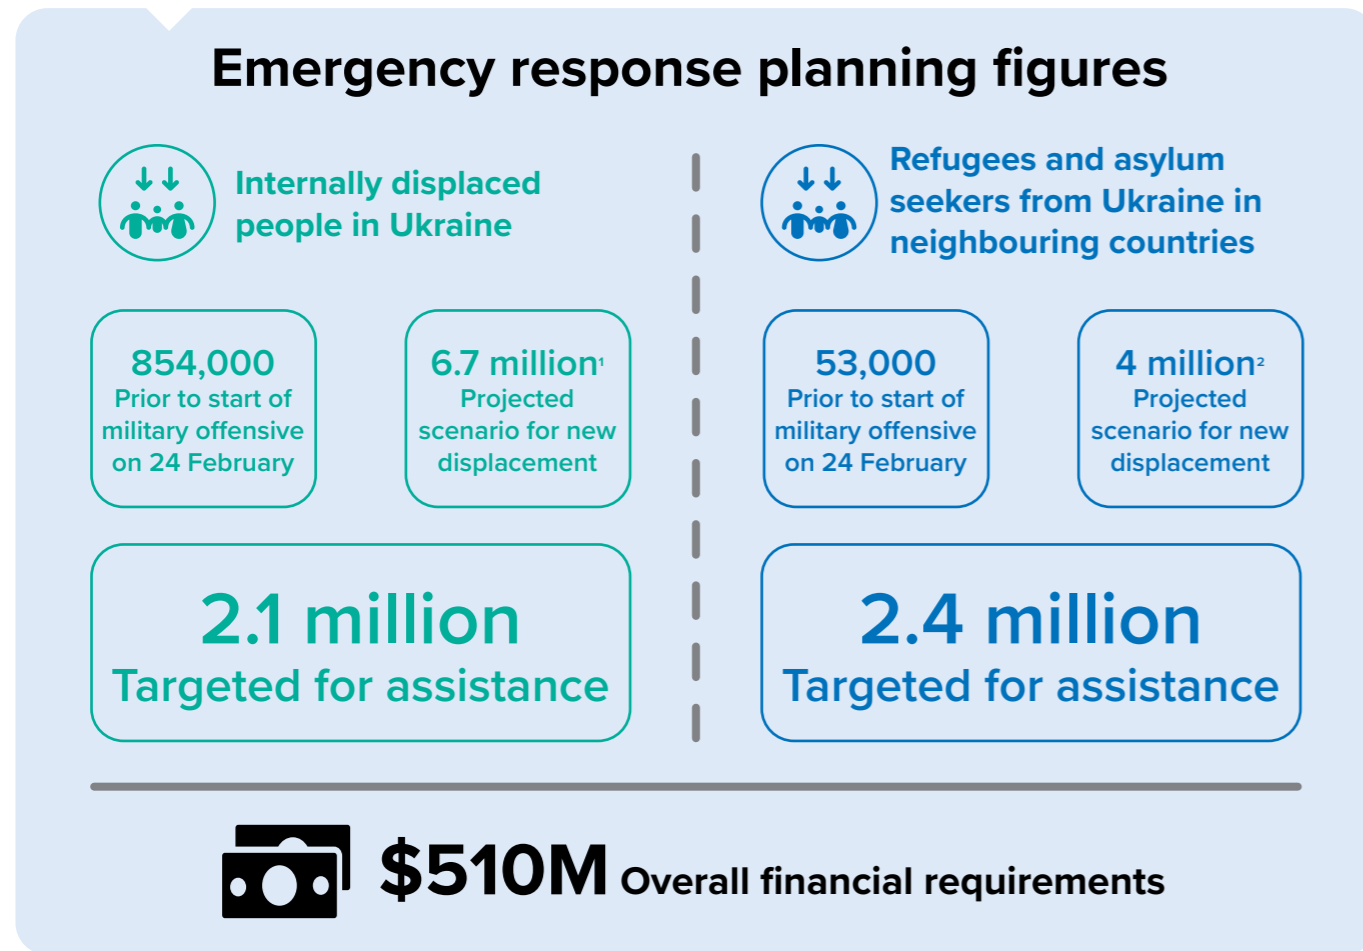 Emergency response planning figures
Internally displaced
people in Ukraine
854,000
Prior to start of
military offensive
on 24 February
6.7 million¹
Projected
scenario for new
displacement
2.1 million
Targeted for assistance
Refugees and asylum
seekers from Ukraine in
neighbouring countries
53,000
Prior to start of
military offensive
on 24 February
4 million²
Projected
scenario for new
displacement
2.4 million
Targeted for assistance
$510M Overall financial requirements